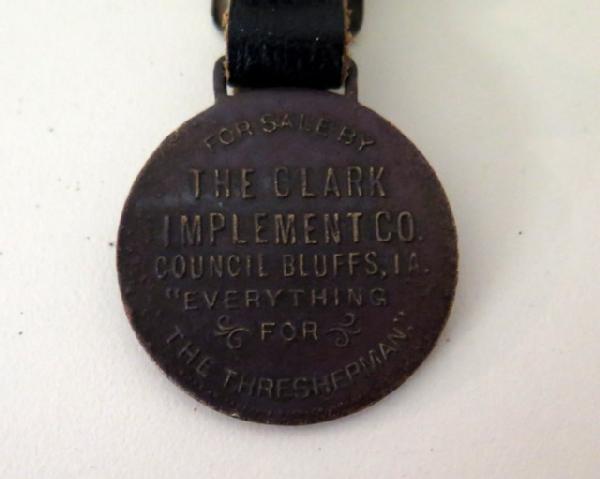 FOR SALE BY
THE CLARK
IMPLEMENT CO.
COUNCIL BLUFFS, IA.
"EVERYTHING
FOR
THE THRESHERMAN."